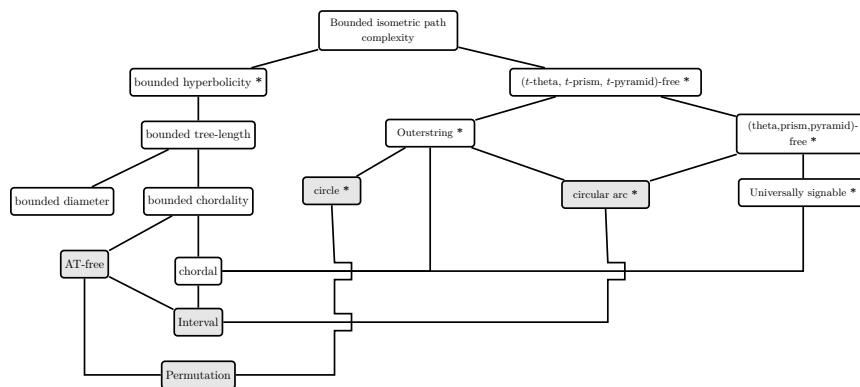 Bounded isometric path
complexity
bounded hyperbolicity *
(t-theta, t-prism, t-pyramid)-free *
bounded tree-length
Outerstring *
(theta,prism,pyramid)-
free *
bounded diameter
bounded chordality
circle *
circular arc *
Universally signable *
AT-free
chordal
Interval
Permutation